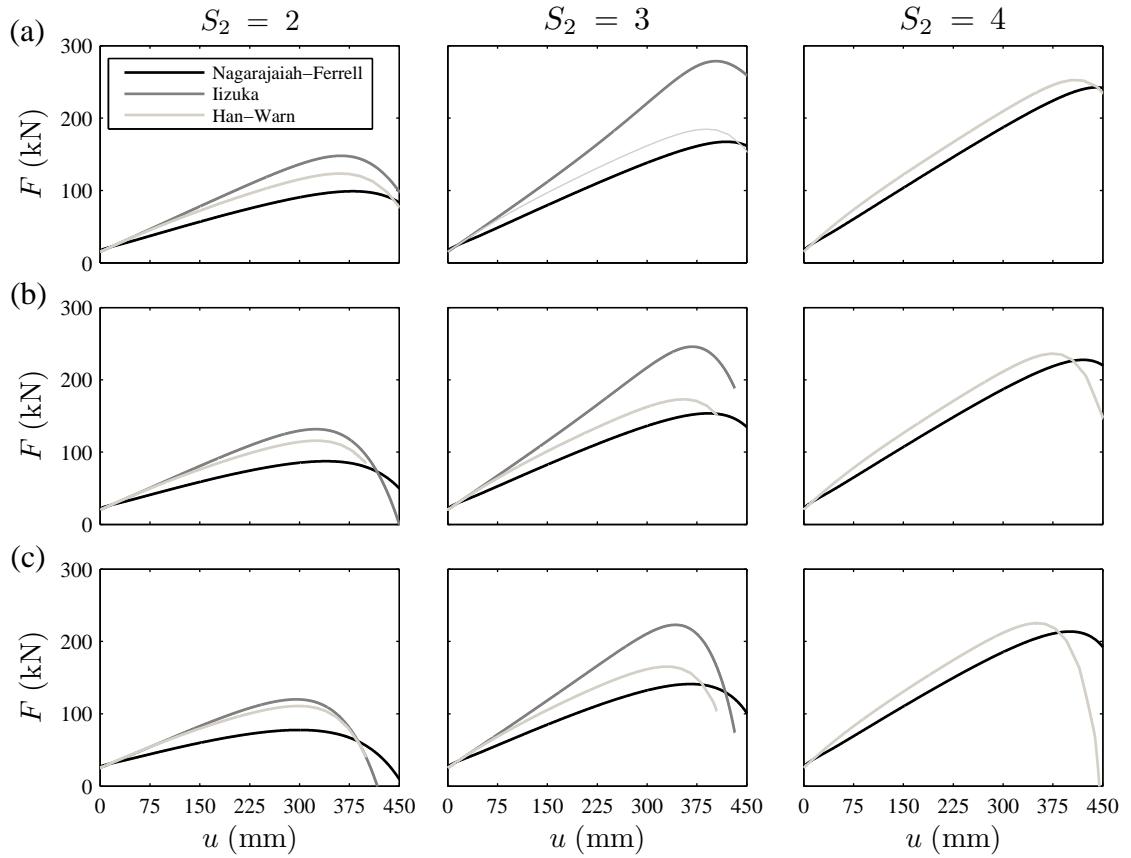 S₂ = 2
S₂ = 3
S₂ = 4
(a)
300
200
100
0
F (kN)
Nagarajaiah−Ferrell
Iizuka
Han−Warn
(b)
300
200
100
0
F (kN)
(c)
300
200
100
0
F (kN)
0 75 150 225 300 375 450
0 75 150 225 300 375 450
0 75 150 225 300 375 450
u (mm)
u (mm)
u (mm)